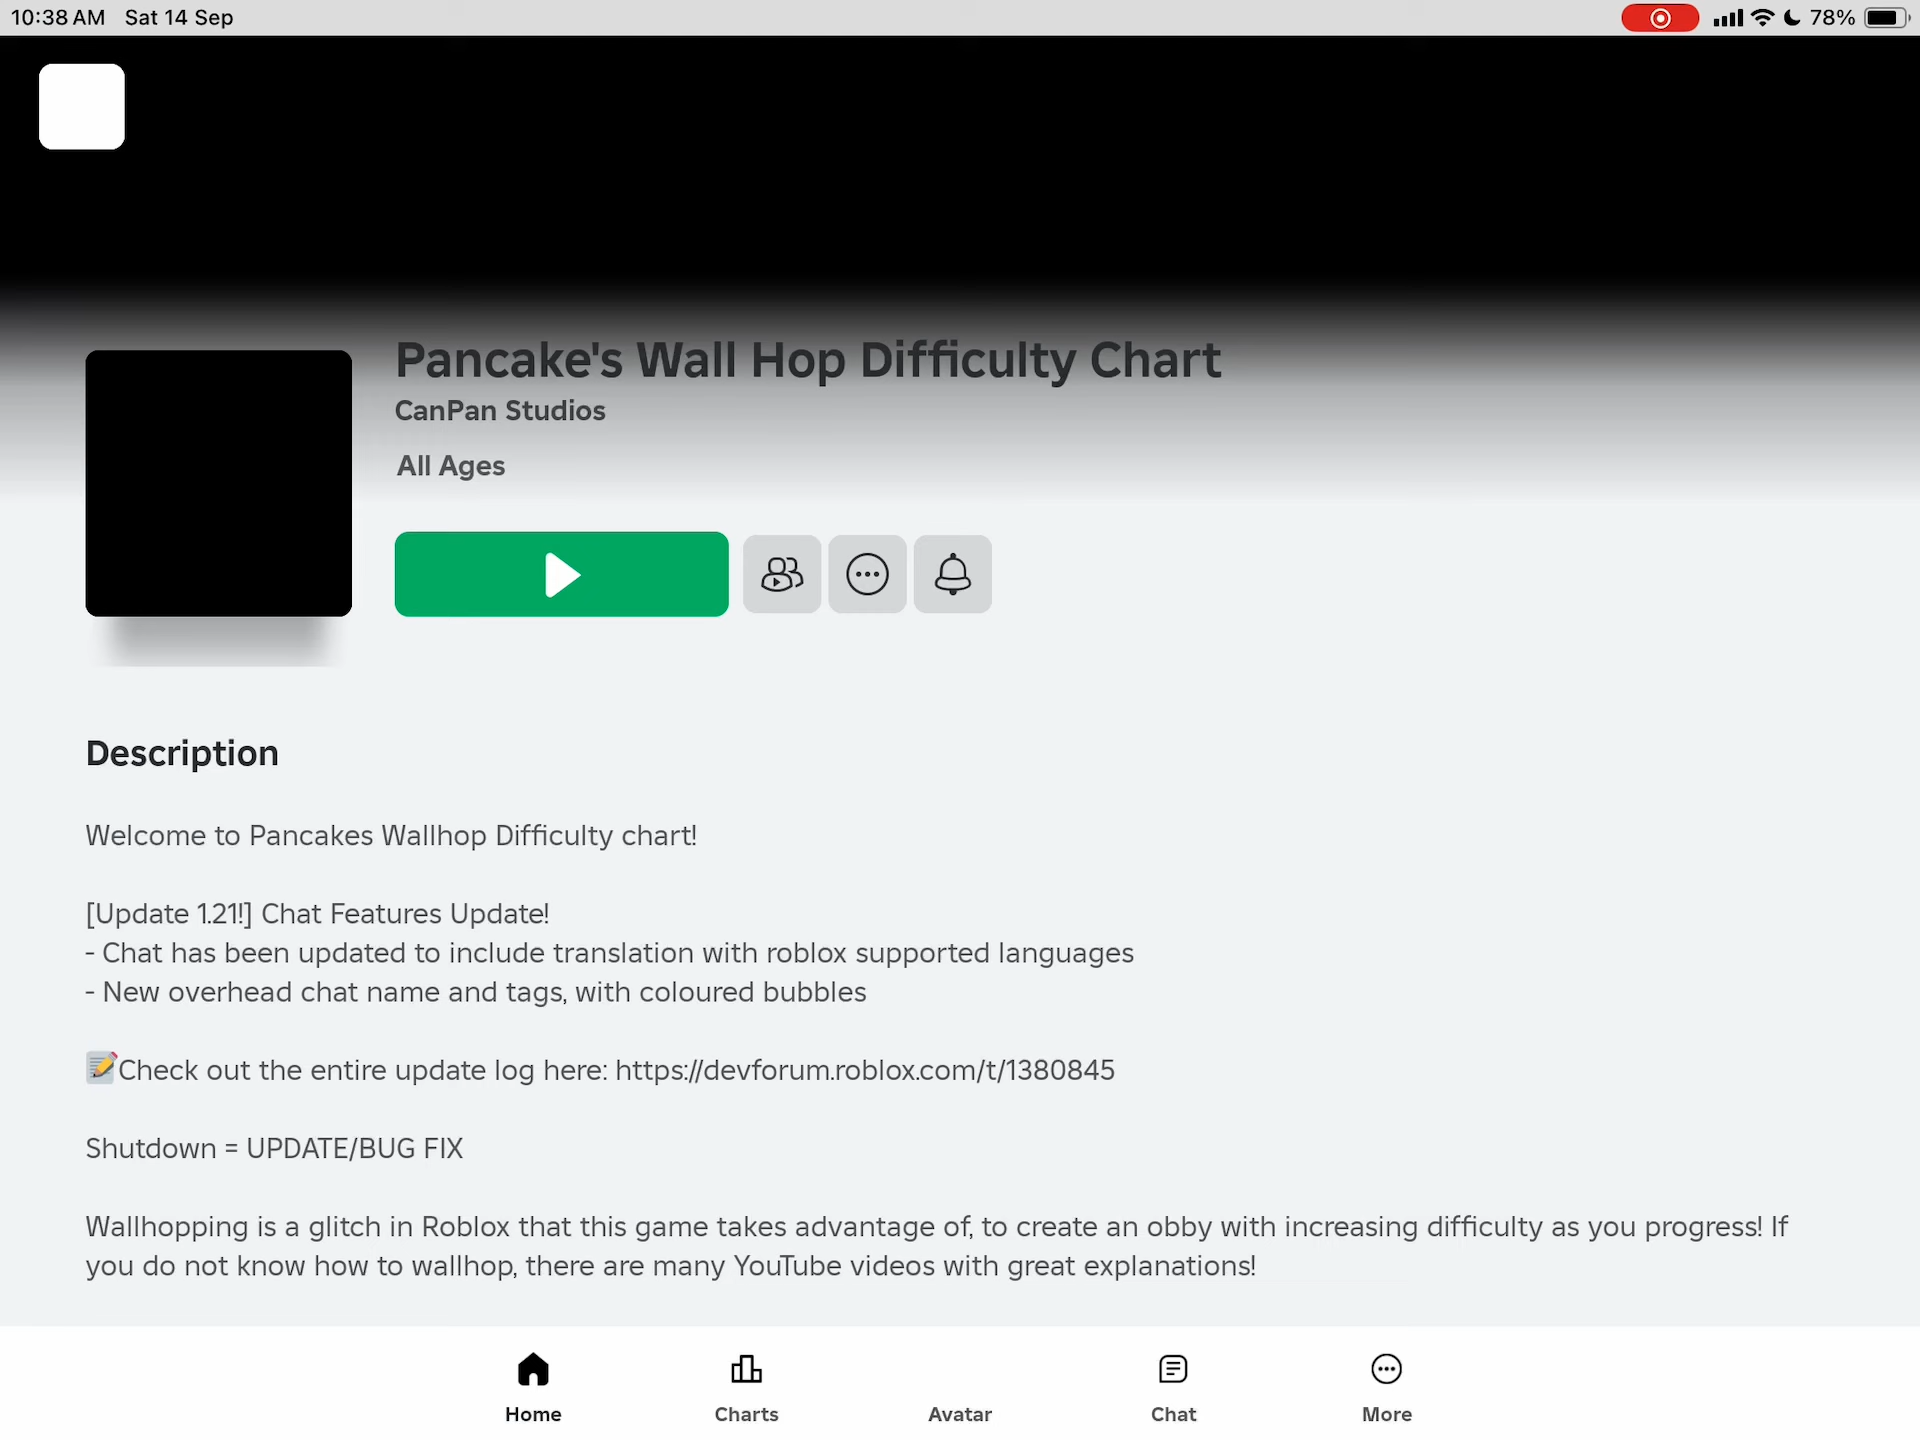 10:38 AM Sat 14 Sep 78%
Pancake's Wall Hop Difficulty Chart
CanPan Studios
All Ages
Description
Welcome to Pancakes Wallhop Difficulty chart!
[Update 1.21!] Chat Features Update!
- Chat has been updated to include translation with roblox supported languages
- New overhead chat name and tags, with coloured bubbles
📝Check out the entire update log here: https://devforum.roblox.com/t/1380845
Shutdown = UPDATE/BUG FIX
Wallhopping is a glitch in Roblox that this game takes advantage of, to create an obby with increasing difficulty as you progress! If
you do not know how to wallhop, there are many YouTube videos with great explanations!
Home Charts Avatar Chat More